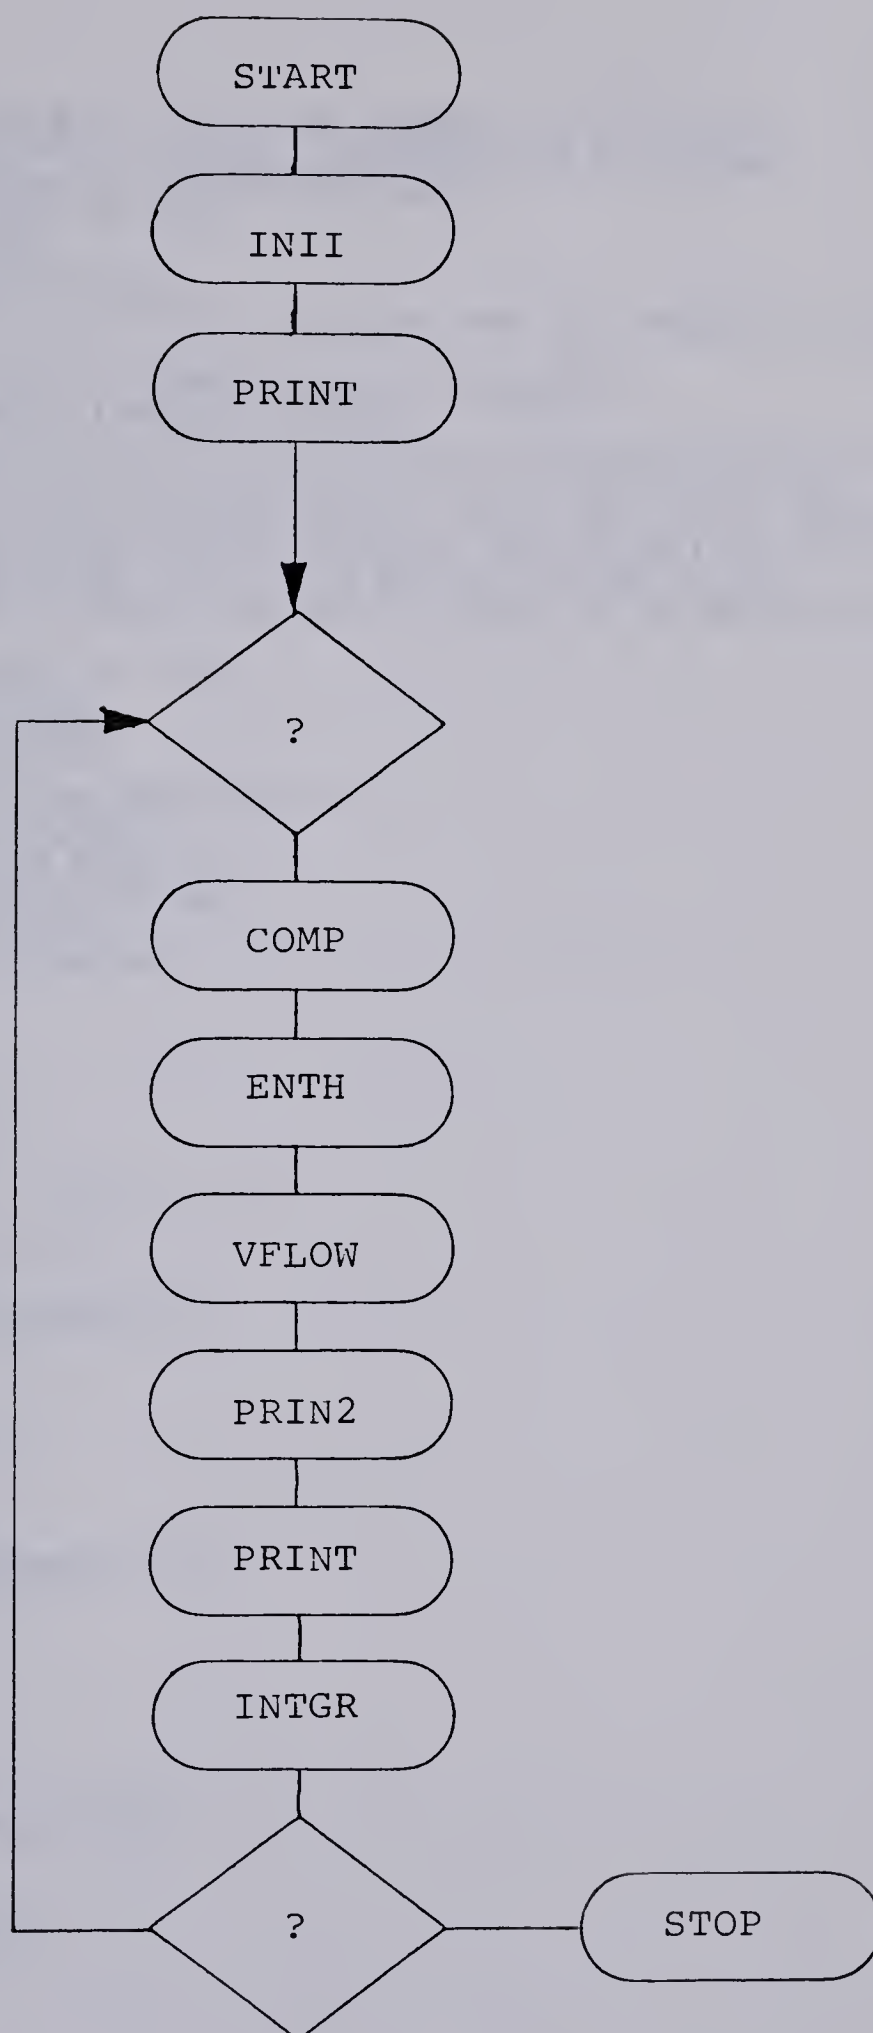 START
INII
PRINT
?
COMP
ENTH
VFLOW
PRIN2
PRINT
INTGR
?
STOP